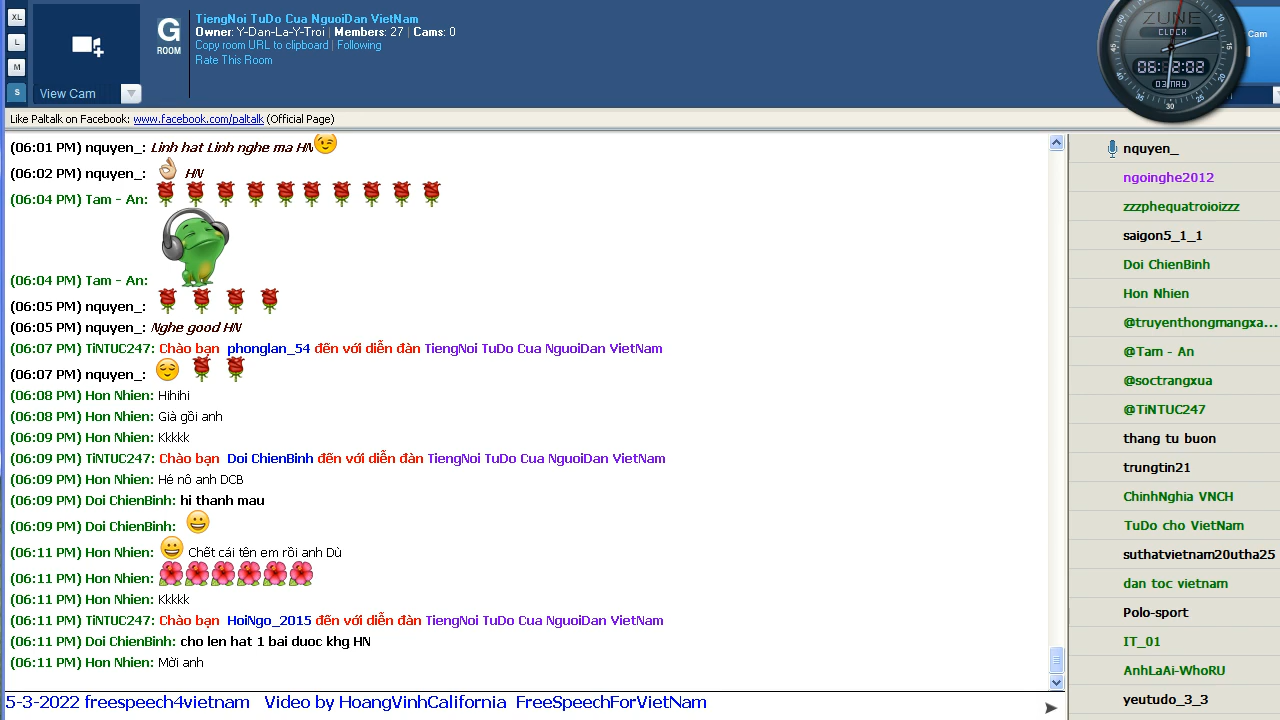 XL
L
M
S
View Cam
G
ROOM
TiengNoi TuDo Cua NguoiDan VietNam
Owner: Y-Dan-La-Y-Troi | Members: 27 | Cams: 0
Copy room URL to clipboard | Following
Rate This Room
ZUNE
CLOCK
03 MAY
Cam
Like Paltalk on Facebook: www.facebook.com/paltalk (Official Page)
(06:01 PM) nquyen_: Linh hat Linh nghe ma HN
(06:02 PM) nquyen_: HN
(06:04 PM) Tam - An:
(06:04 PM) Tam - An:
(06:05 PM) nquyen_:
(06:05 PM) nquyen_: Nghe good HN
(06:07 PM) TiNTUC247: Chào bạn phonglan_54 đến với diễn đàn TiengNoi TuDo Cua NguoiDan VietNam
(06:07 PM) nquyen_:
(06:08 PM) Hon Nhien: Hihihi
(06:08 PM) Hon Nhien: Già gồi anh
(06:09 PM) Hon Nhien: Kkkkk
(06:09 PM) TiNTUC247: Chào bạn Doi ChienBinh đến với diễn đàn TiengNoi TuDo Cua NguoiDan VietNam
(06:09 PM) Hon Nhien: Hé nô anh DCB
(06:09 PM) Doi ChienBinh: hi thanh mau
(06:09 PM) Doi ChienBinh:
(06:11 PM) Hon Nhien: Chết cái tên em rồi anh Dù
(06:11 PM) Hon Nhien:
(06:11 PM) Hon Nhien: Kkkkk
(06:11 PM) TiNTUC247: Chào bạn HoiNgo_2015 đến với diễn đàn TiengNoi TuDo Cua NguoiDan VietNam
(06:11 PM) Doi ChienBinh: cho len hat 1 bai duoc khg HN
(06:11 PM) Hon Nhien: Mời anh
nquyen_
ngoinghe2012
zzzphequatroioizzz
saigon5_1_1
Doi ChienBinh
Hon Nhien
@truyenthongmangxa...
@Tam - An
@soctrangxua
@TiNTUC247
thang tu buon
trungtin21
ChinhNghia VNCH
TuDo cho VietNam
suthatvietnam20utha25
dan toc vietnam
Polo-sport
IT_01
AnhLaAi-WhoRU
yeutudo_3_3
5-3-2022 freespeech4vietnam Video by HoangVinhCalifornia FreeSpeechForVietNam